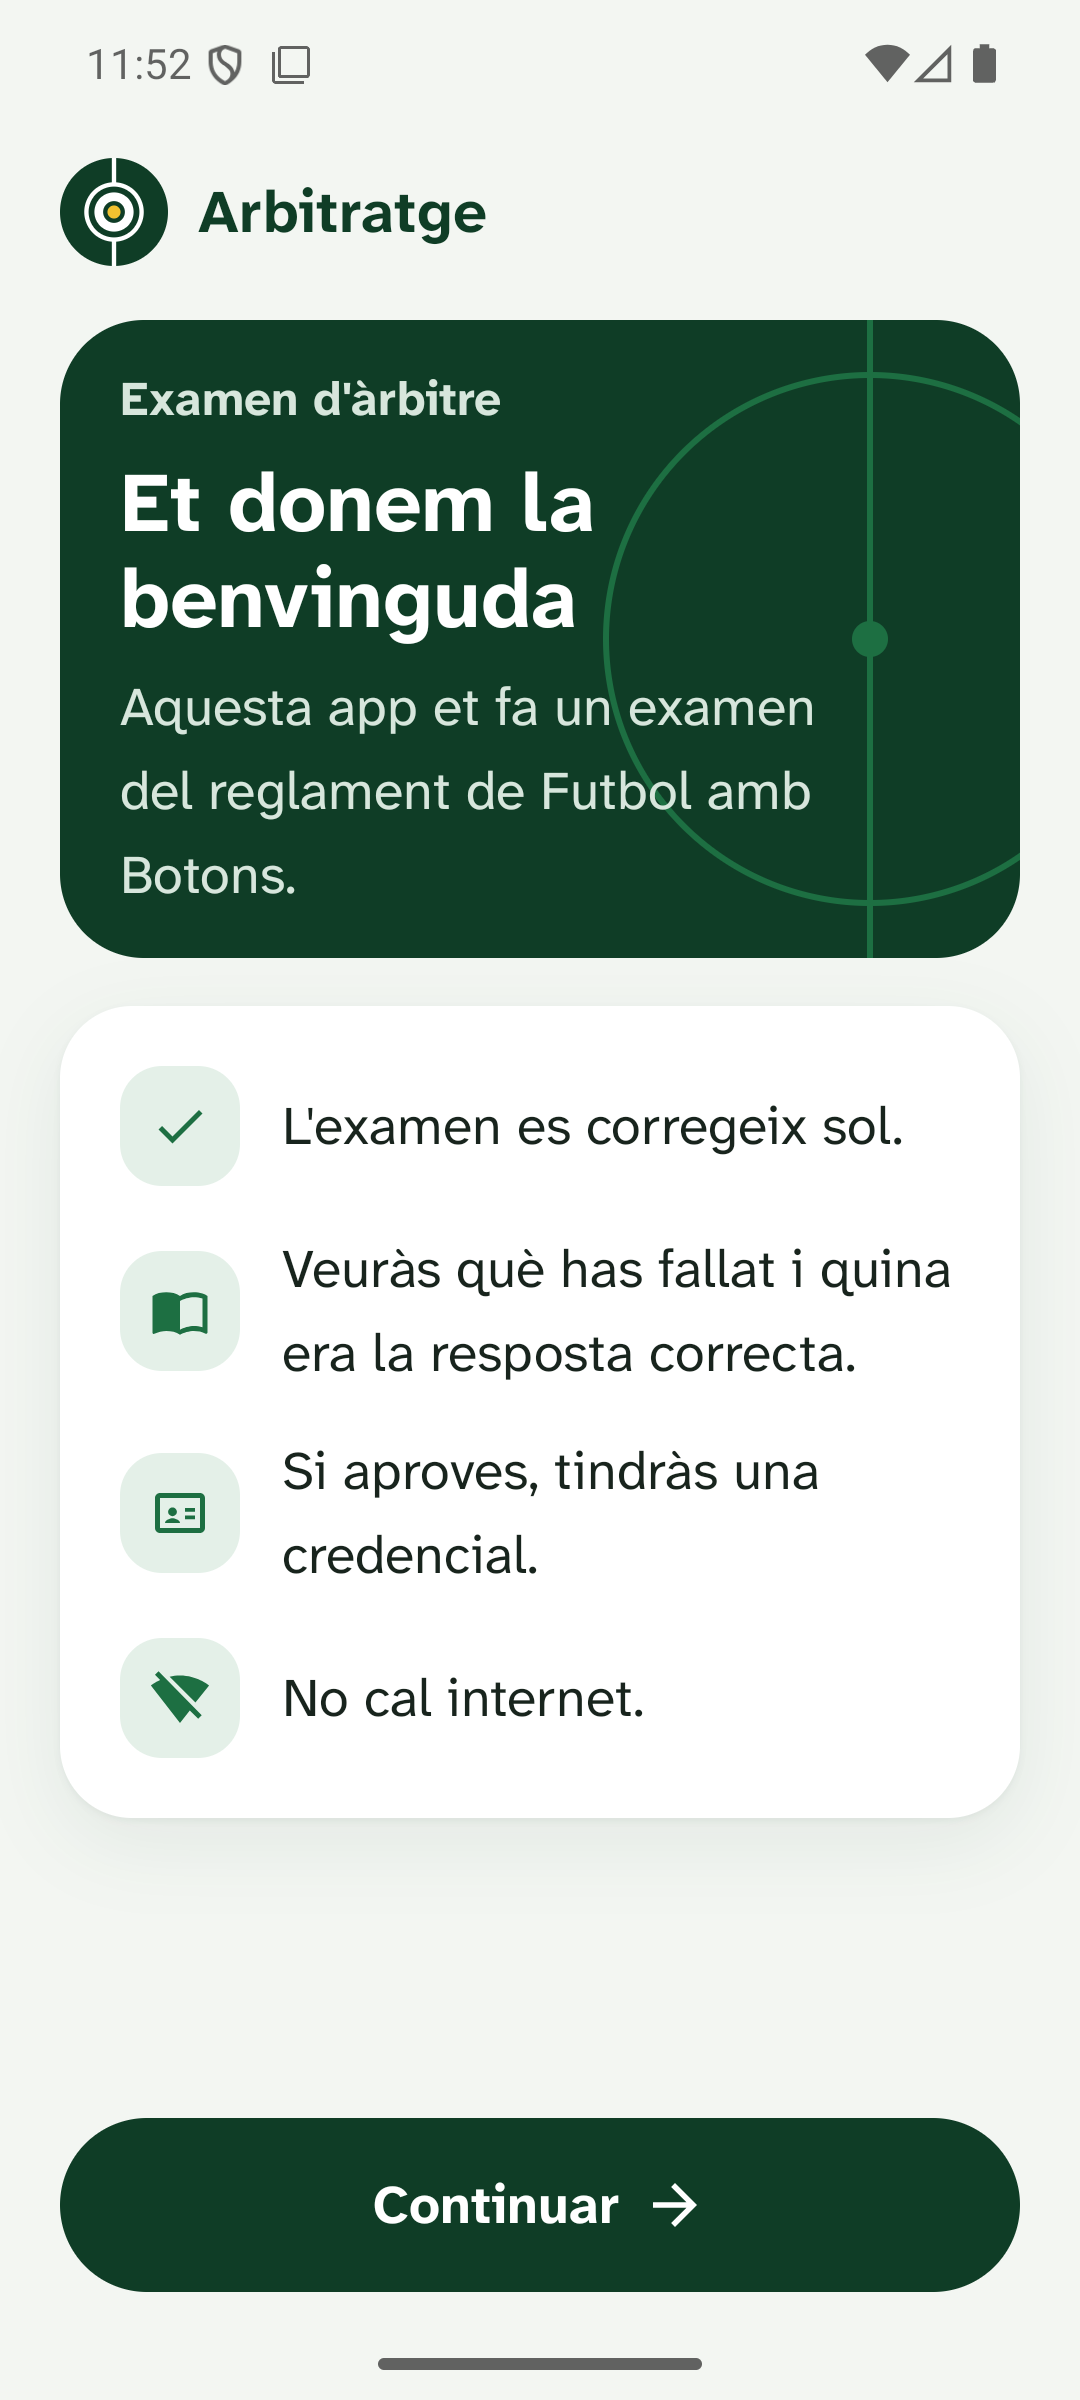 11:52
Arbitratge
Examen d'àrbitre
Et donem la
benvinguda
Aquesta app et fa un examen
del reglament de Futbol amb
Botons.
L'examen es corregeix sol.
Veuràs què has fallat i quina
era la resposta correcta.
Si aproves, tindràs una
credencial.
No cal internet.
Continuar